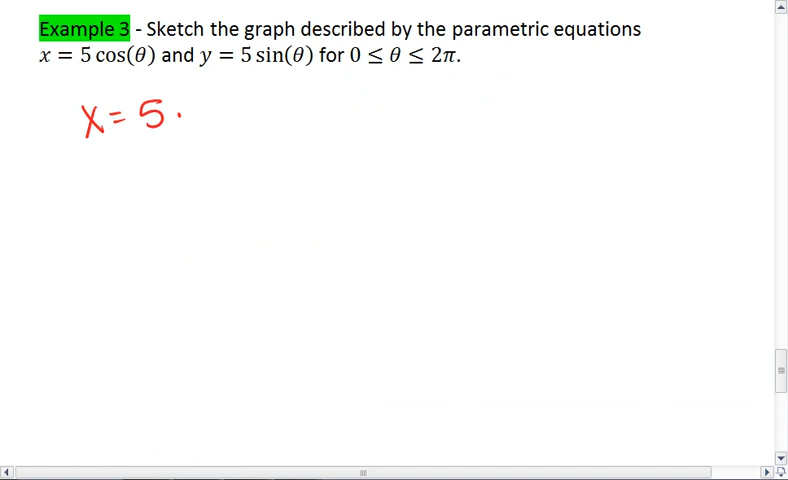 Example 3 - Sketch the graph described by the parametric equations
x = 5 cos(θ) and y = 5 sin(θ) for 0 ≤ θ ≤ 2π.
x = 5 ·